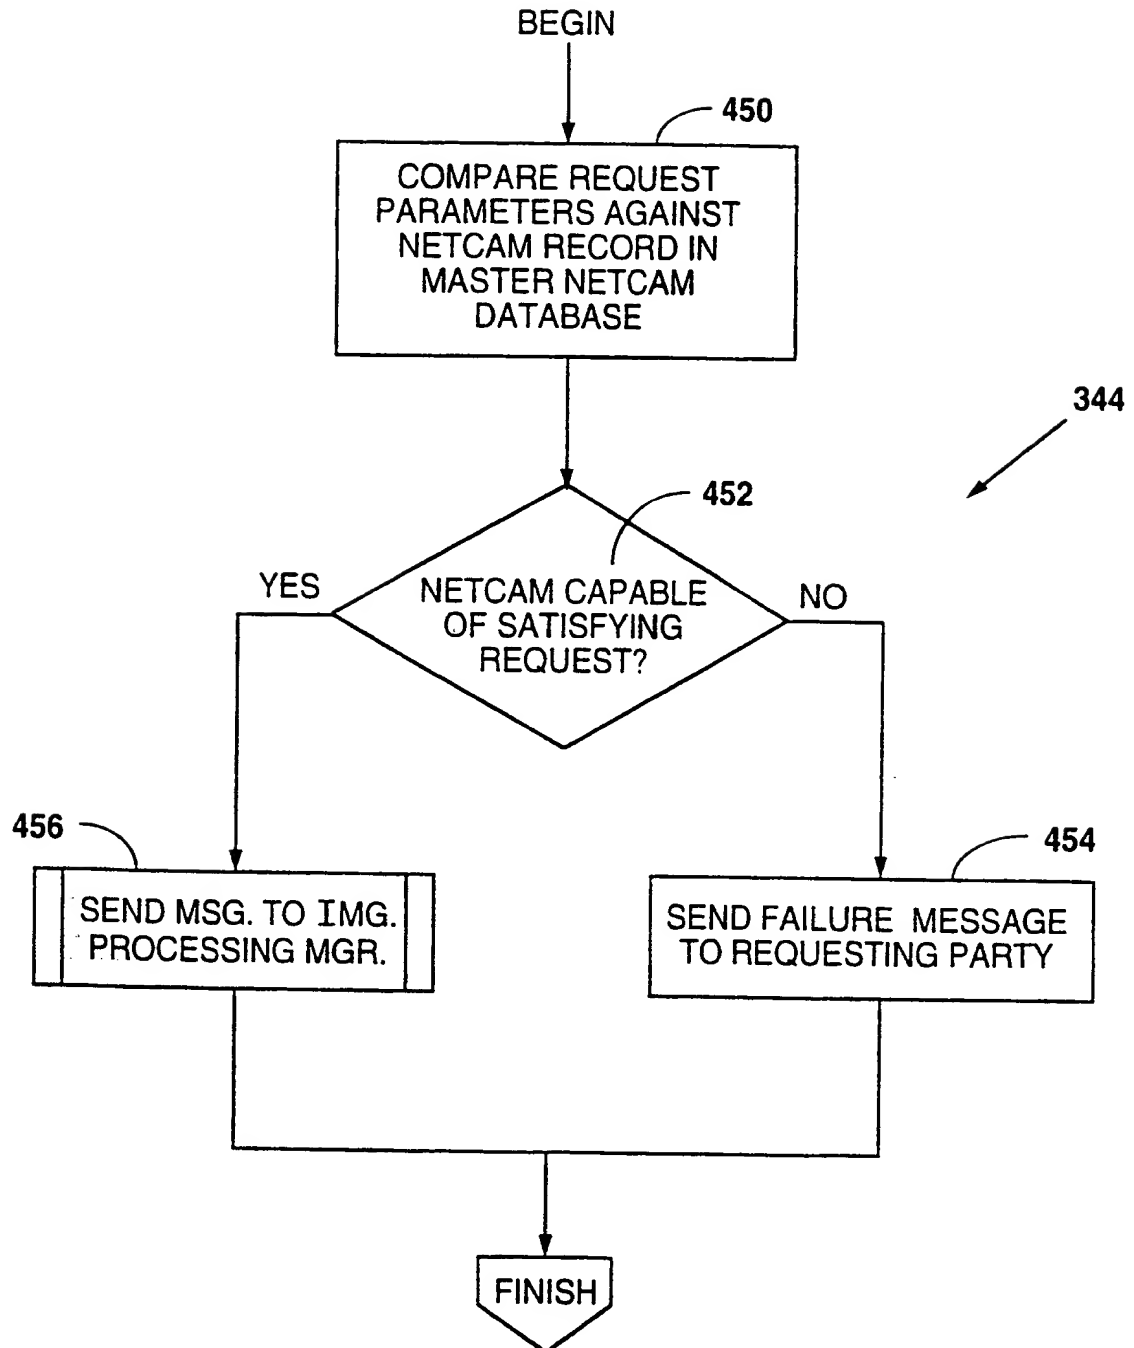 BEGIN
450
COMPARE REQUEST
PARAMETERS AGAINST
NETCAM RECORD IN
MASTER NETCAM
DATABASE
344
452
YES
NETCAM CAPABLE
OF SATISFYING
REQUEST?
NO
456
SEND MSG. TO IMG.
PROCESSING MGR.
454
SEND FAILURE MESSAGE
TO REQUESTING PARTY
FINISH